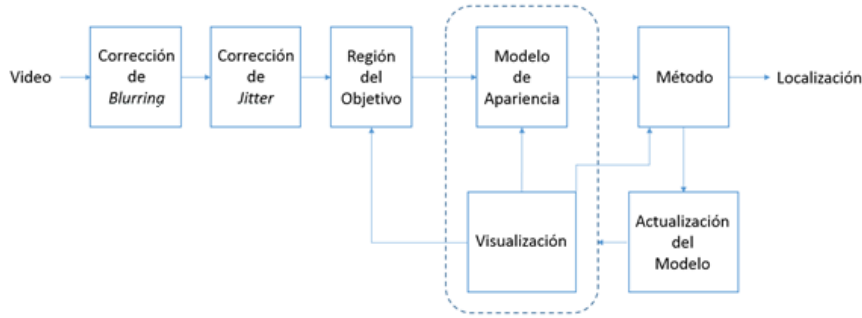 Video
Corrección
de
Blurring
Corrección
de
Jitter
Región
del
Objetivo
Modelo
de
Apariencia
Método
Localización
Visualización
Actualización
del
Modelo